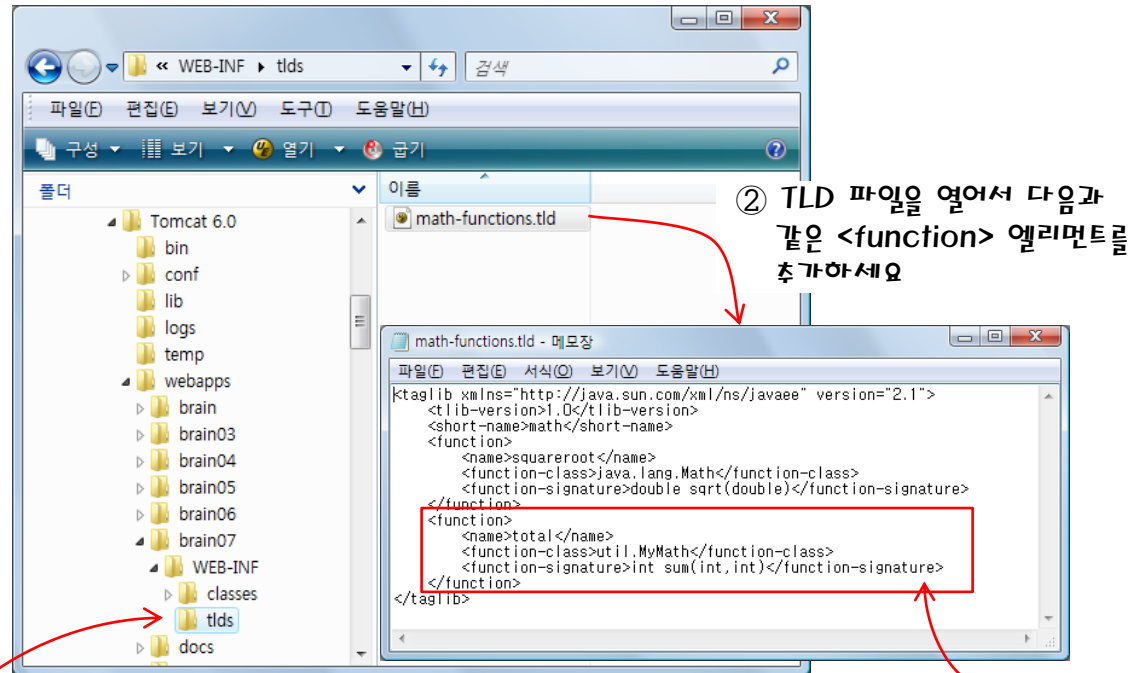 « WEB-INF ▸ tlds
검색
파일(F) 편집(E) 보기(V) 도구(T) 도움말(H)
구성 보기 열기 굽기
폴더
Tomcat 6.0
bin
conf
lib
logs
temp
webapps
brain
brain03
brain04
brain05
brain06
brain07
WEB-INF
classes
tlds
docs
이름
math-functions.tld
② TLD 파일을 열어서 다음과
같은 <function> 엘리먼트를
추가하세요
math-functions.tld - 메모장
파일(F) 편집(E) 서식(O) 보기(V) 도움말(H)
<taglib xmlns="http://java.sun.com/xml/ns/javaee" version="2.1">
<tlib-version>1.0</tlib-version>
<short-name>math</short-name>
<function>
<name>squareroot</name>
<function-class>java.lang.Math</function-class>
<function-signature>double sqrt(double)</function-signature>
</function>
<function>
<name>total</name>
<function-class>util.MyMath</function-class>
<function-signature>int sum(int,int)</function-signature>
</function>
</taglib>